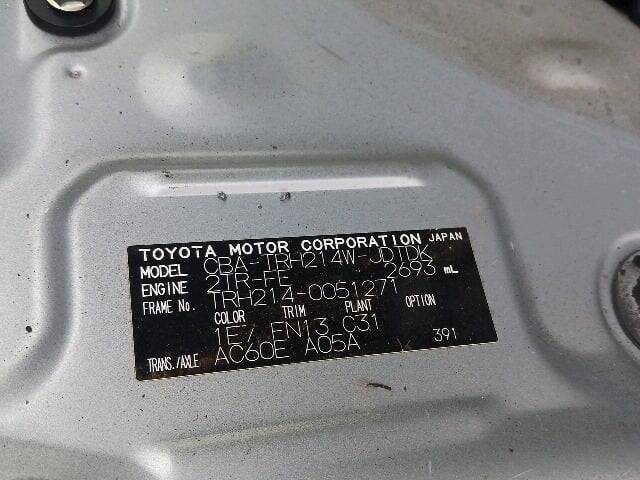 TOYOTA MOTOR CORPORATION JAPAN
MODEL CBA-TRH214W-JDTDK
ENGINE 2TR-FE 2693 mL
FRAME No. TRH214-0051271
COLOR TRIM PLANT OPTION
1E7 EN13 C31
TRANS./AXLE AC60E A05A K 391